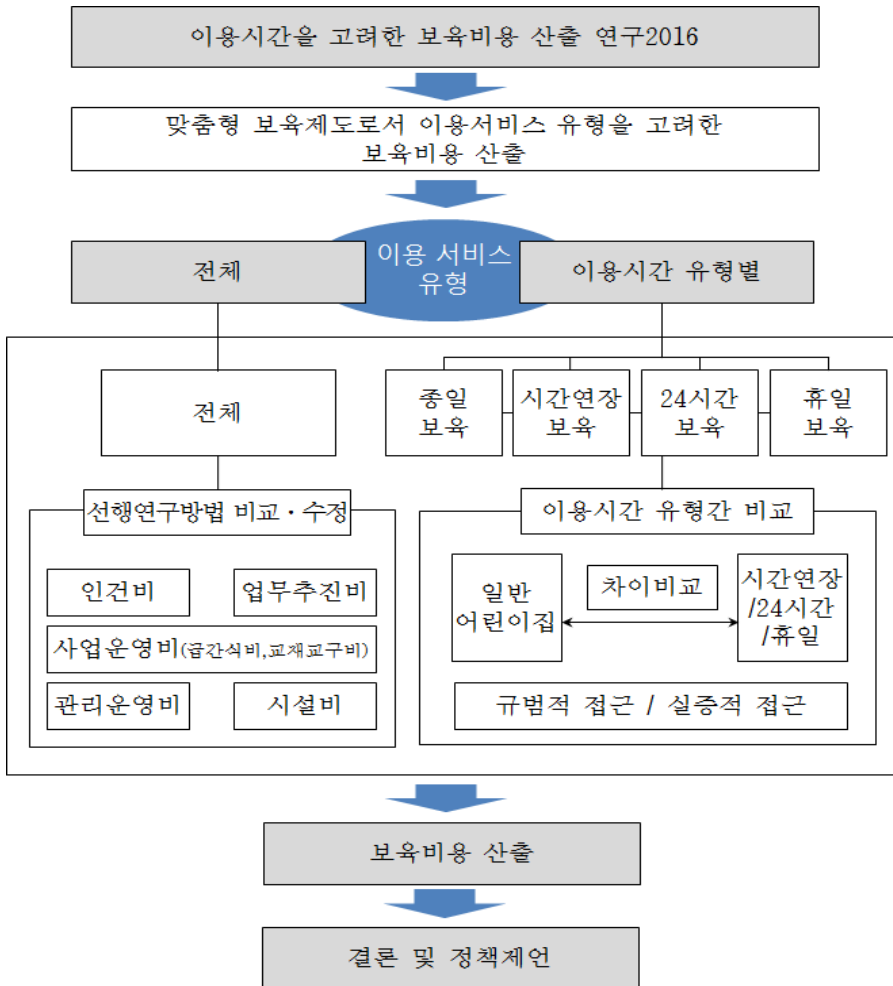 이용시간을 고려한 보육비용 산출 연구2016
맞춤형 보육제도로서 이용서비스 유형을 고려한
보육비용 산출
전체
이용 서비스
유형
이용시간 유형별
전체
종일
보육
시간연장
보육
24시간
보육
휴일
보육
선행연구방법 비교·수정
인건비
업무추진비
사업운영비(급간식비,교재교구비)
관리운영비
시설비
이용시간 유형간 비교
일반
어린이집
차이비교
시간연장
/24시간
/휴일
규범적 접근 / 실증적 접근
보육비용 산출
결론 및 정책제언